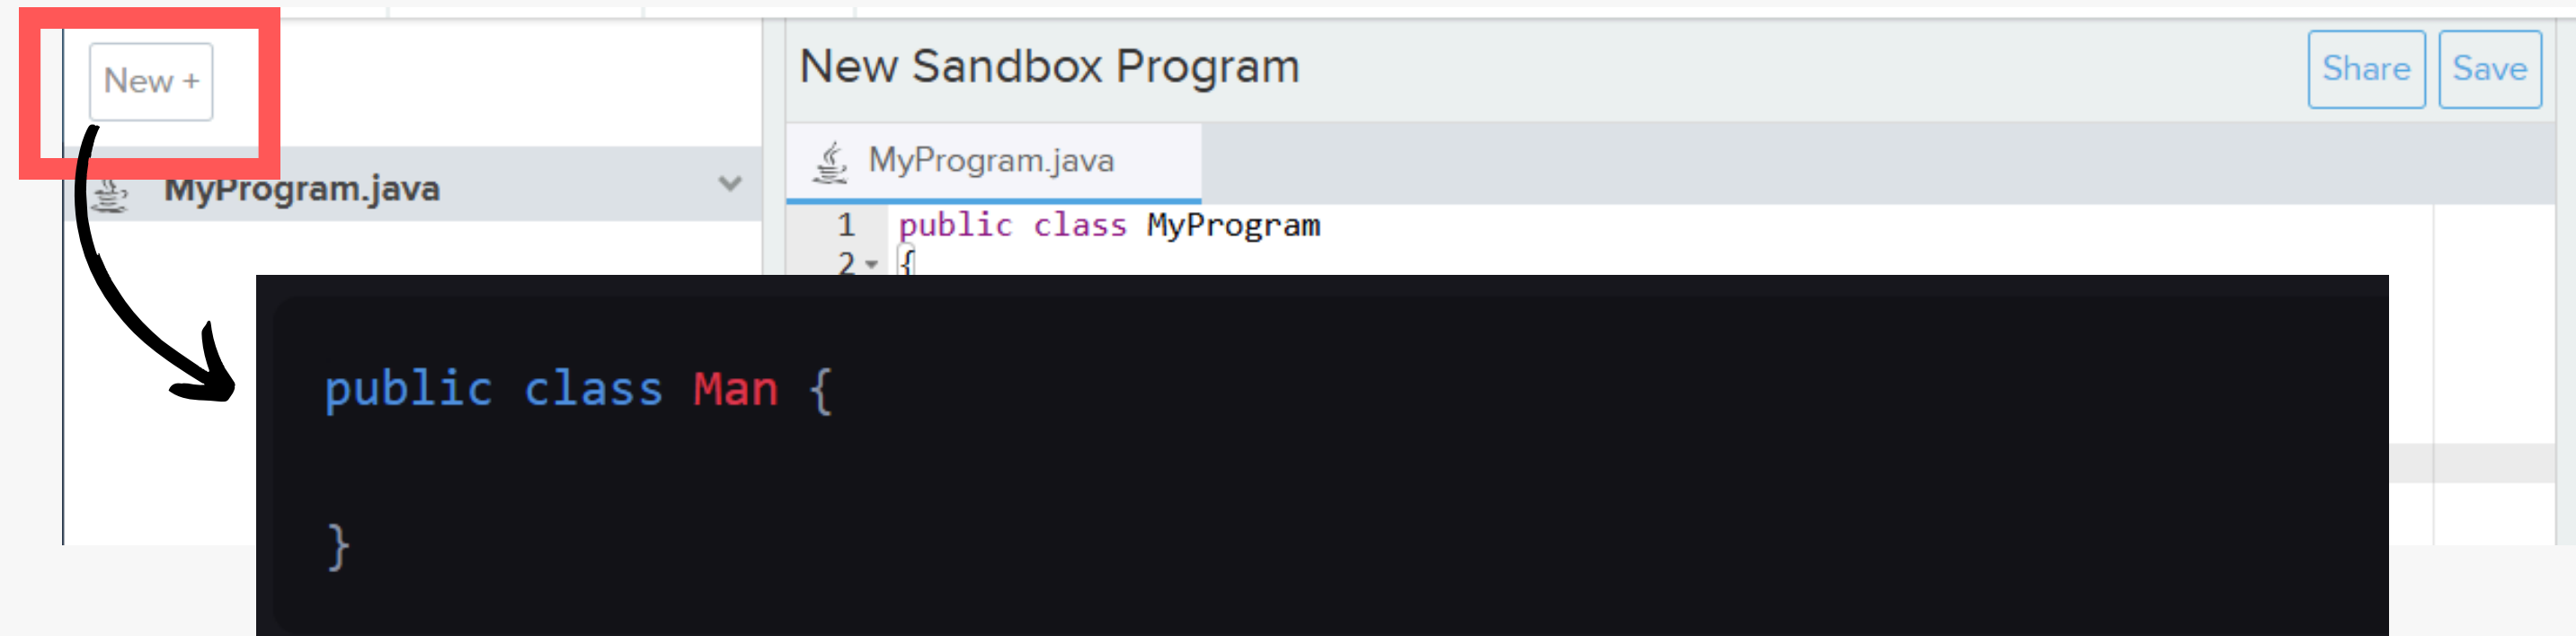 New +
MyProgram.java
New Sandbox Program
Share
Save
MyProgram.java
1 public class MyProgram
2 {
public class Man {
}